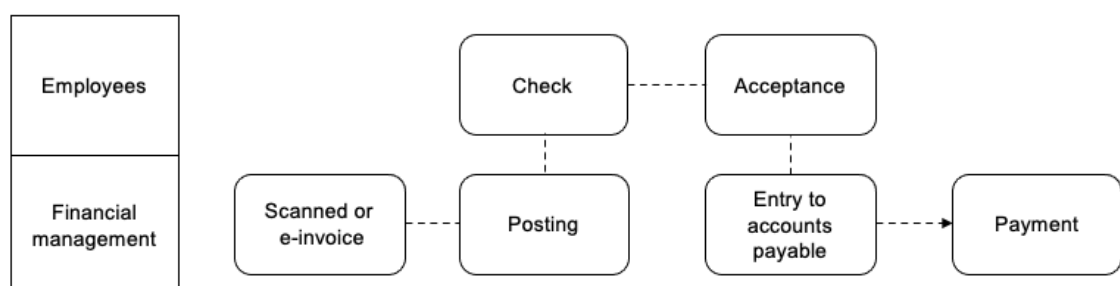 Employees
Check
Acceptance
Financial
management
Scanned or
e-invoice
Posting
Entry to
accounts
payable
Payment